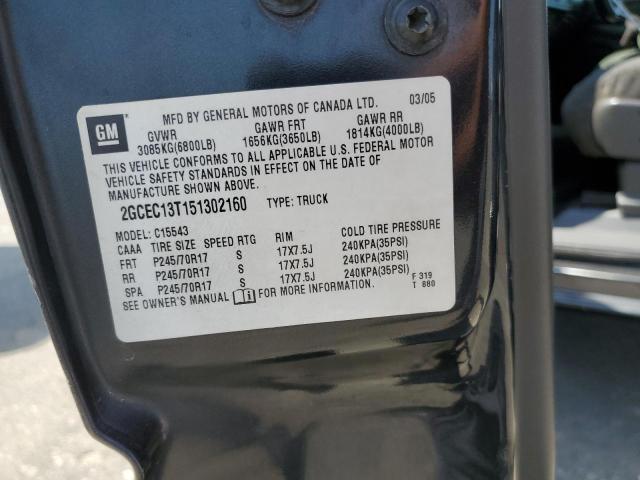 MFD BY GENERAL MOTORS OF CANADA LTD. 03/05
GM
GVWR GAWR FRT GAWR RR
3085KG(6800LB) 1656KG(3650LB) 1814KG(4000LB)
THIS VEHICLE CONFORMS TO ALL APPLICABLE U.S. FEDERAL MOTOR
VEHICLE SAFETY STANDARDS IN EFFECT ON THE DATE OF
MANUFACTURE SHOWN ABOVE.
2GCEC13T151302160 TYPE: TRUCK
MODEL: C15543
CAAA TIRE SIZE SPEED RTG RIM COLD TIRE PRESSURE
FRT P245/70R17 S 17X7.5J 240KPA(35PSI)
RR P245/70R17 S 17X7.5J 240KPA(35PSI)
SPA P245/70R17 S 17X7.5J 240KPA(35PSI)
SEE OWNER'S MANUAL i FOR MORE INFORMATION.
F 319
T 880